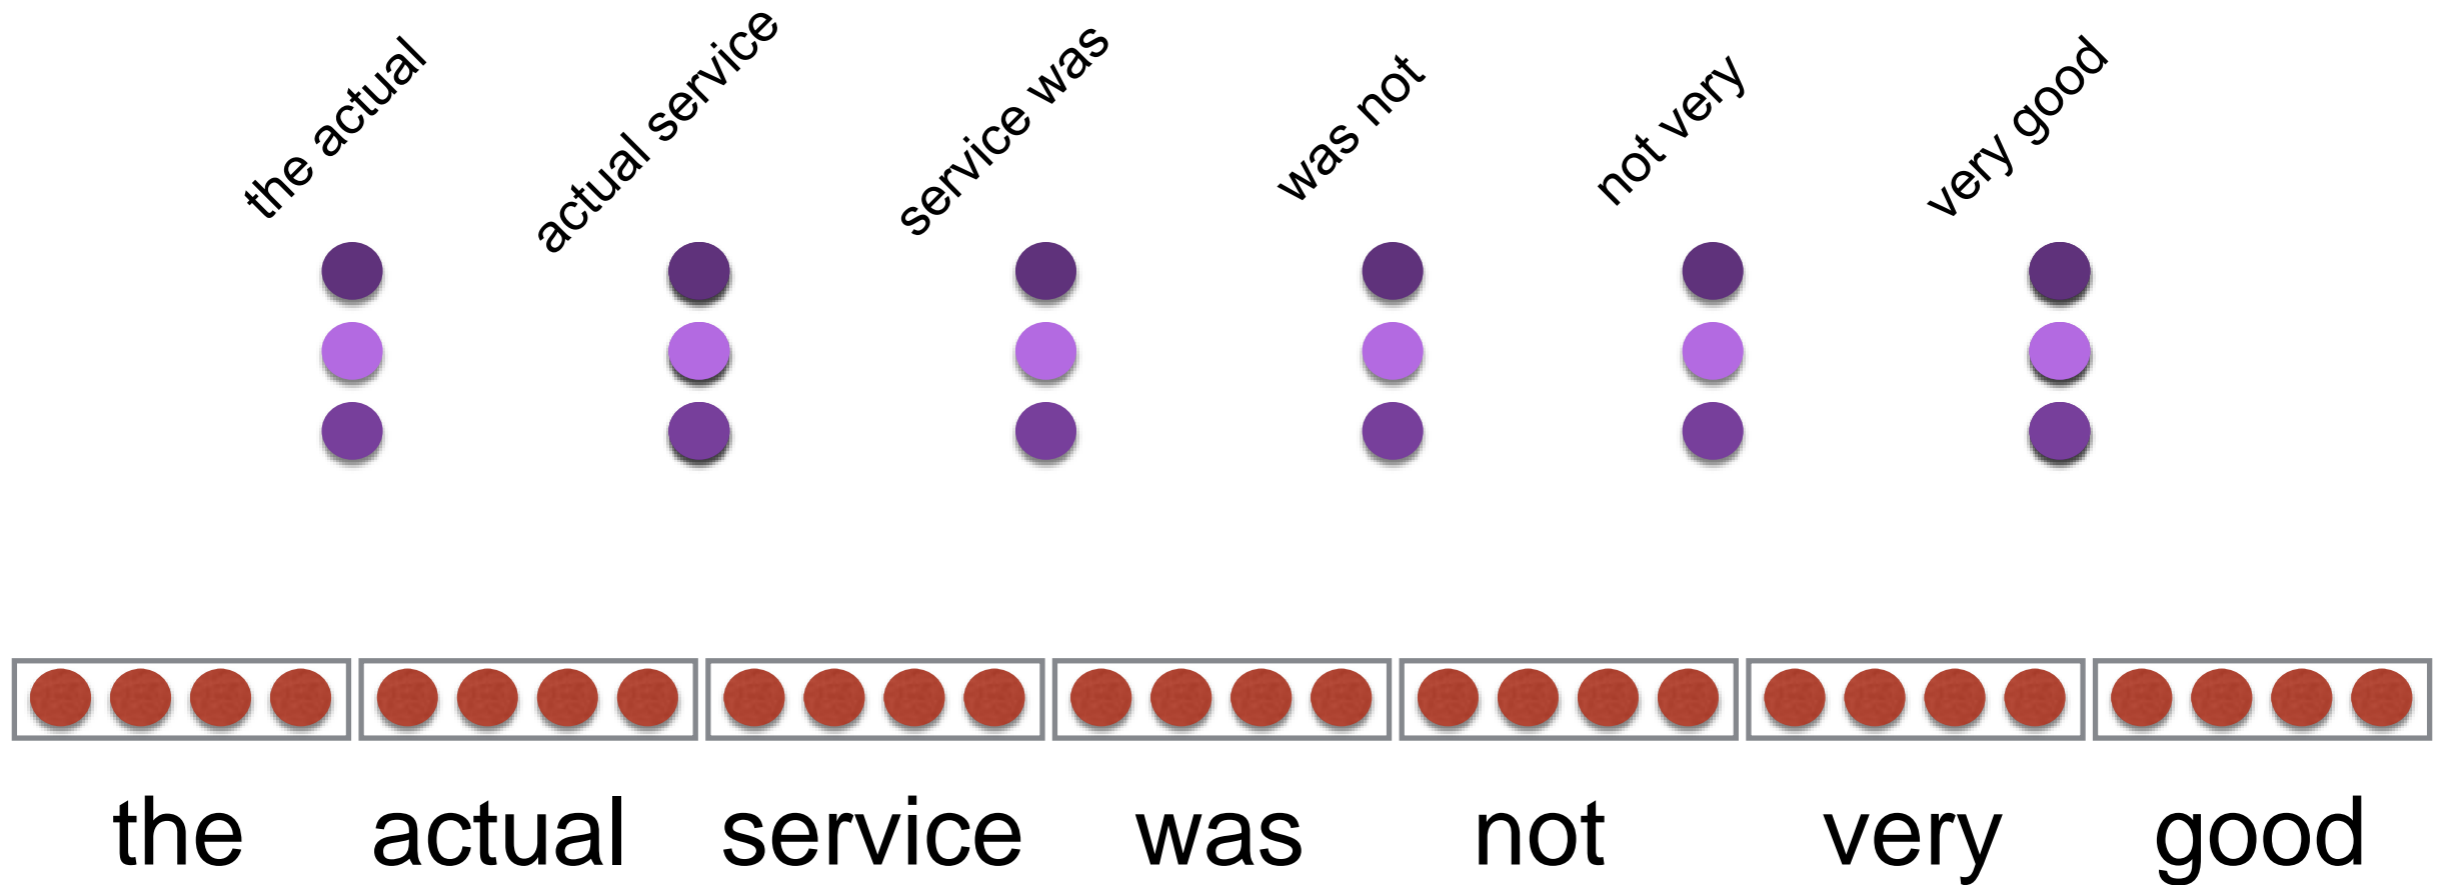 the actual
actual service
service was
was not
not very
very good
the actual service was not very good